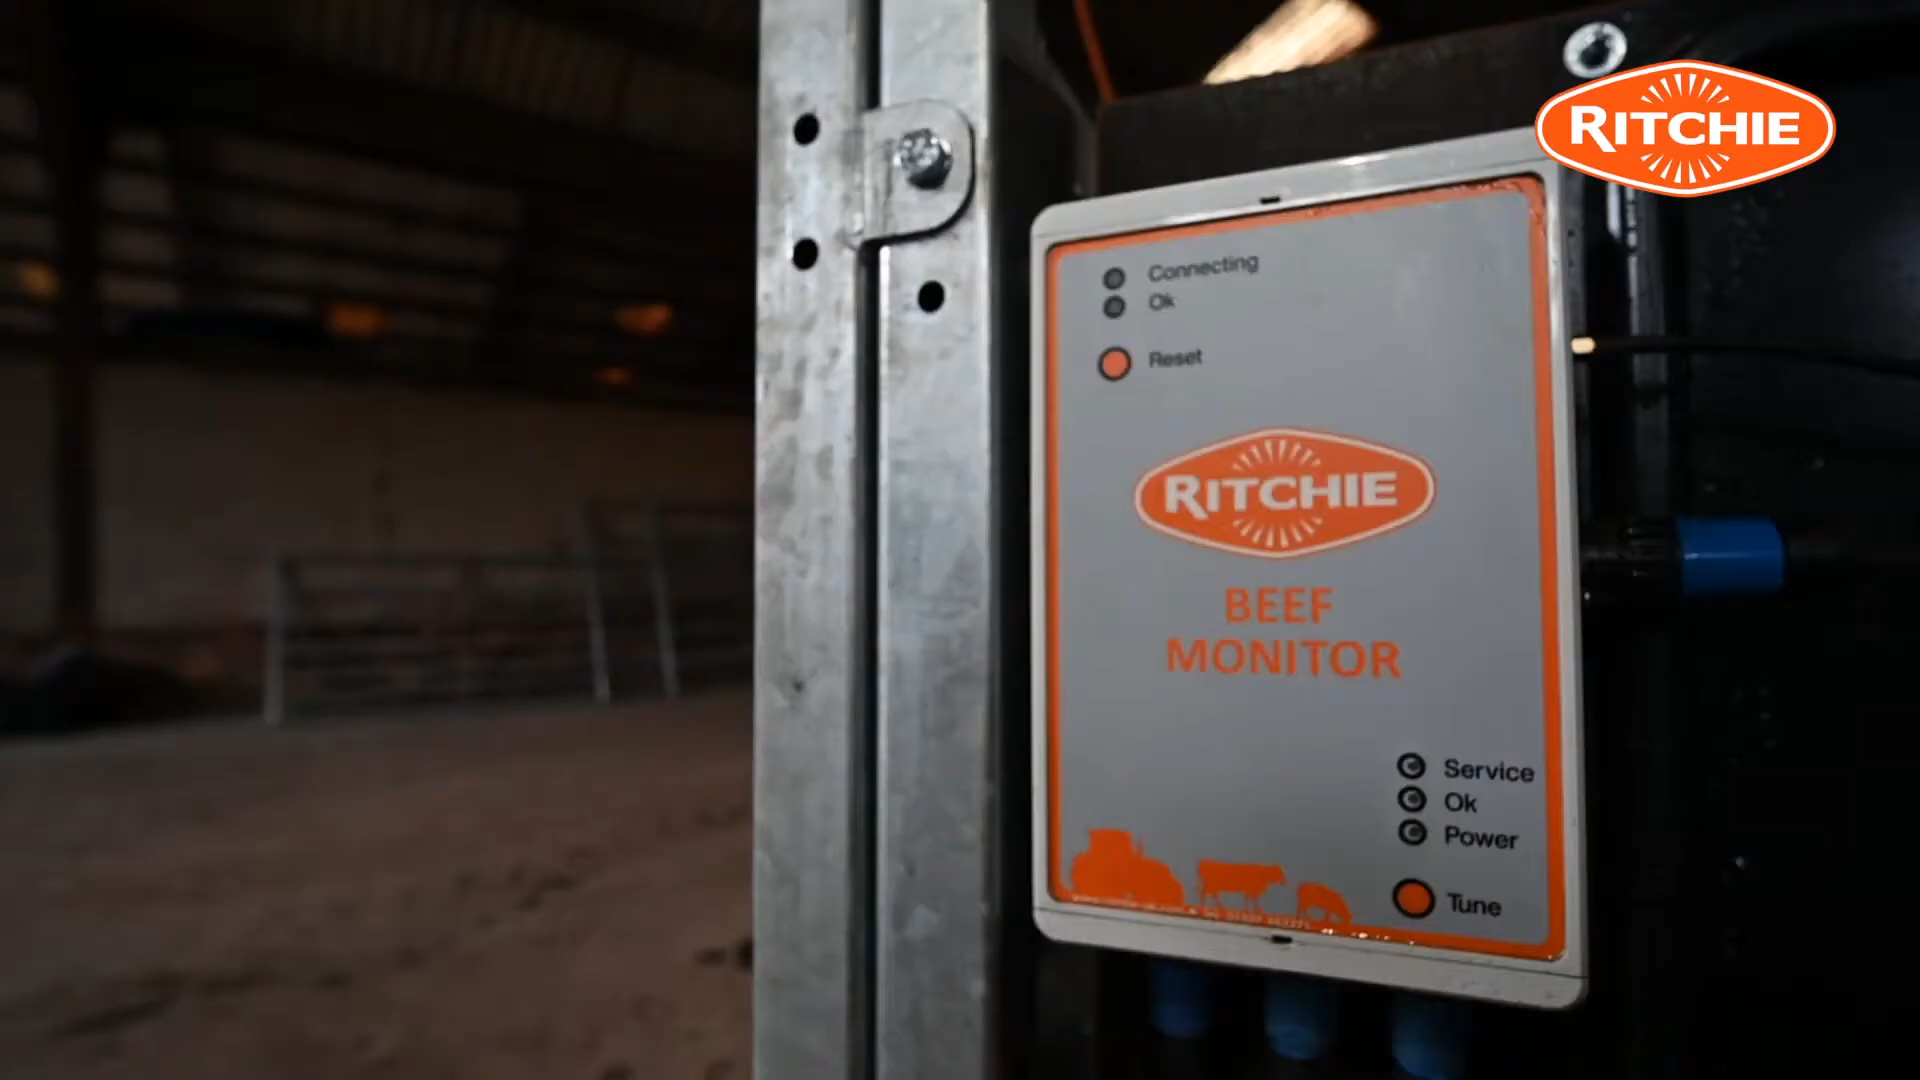 RITCHIE
Connecting
Ok
Reset
RITCHIE
BEEF
MONITOR
Service
Ok
Power
Tune